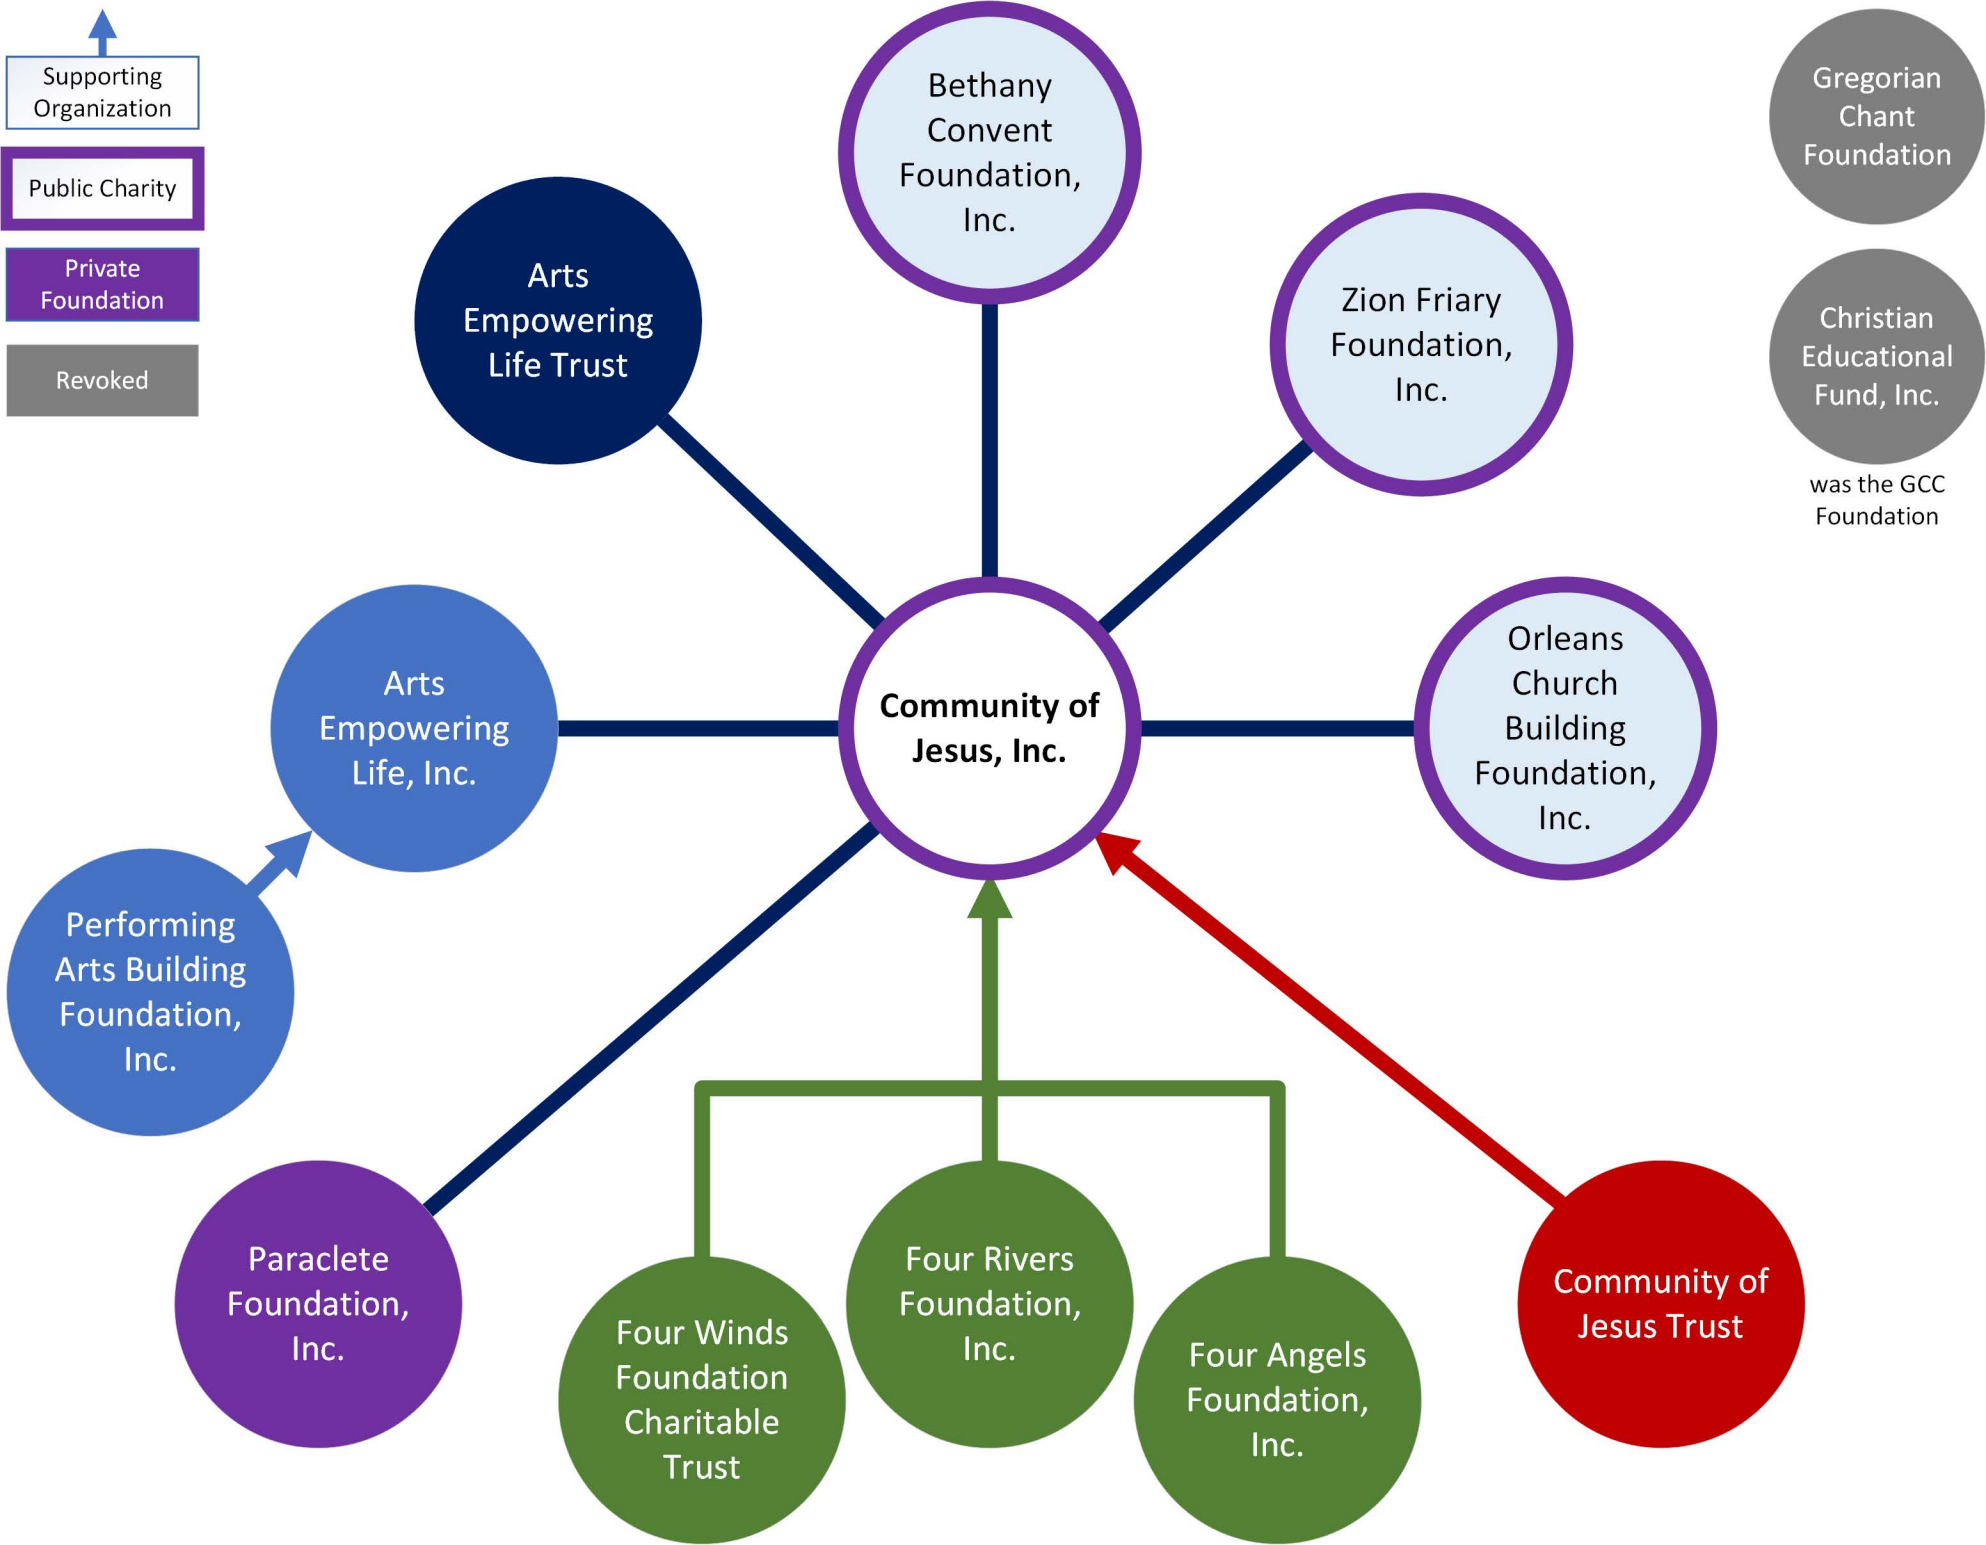 Supporting
Organization
Public Charity
Private
Foundation
Revoked
Bethany
Convent
Foundation,
Inc.
Gregorian
Chant
Foundation
Arts
Empowering
Life Trust
Zion Friary
Foundation,
Inc.
Christian
Educational
Fund, Inc.
was the GCC
Foundation
Arts
Empowering
Life, Inc.
Community of
Jesus, Inc.
Orleans
Church
Building
Foundation,
Inc.
Performing
Arts Building
Foundation,
Inc.
Paraclete
Foundation,
Inc.
Four Winds
Foundation
Charitable
Trust
Four Rivers
Foundation,
Inc.
Four Angels
Foundation,
Inc.
Community of
Jesus Trust